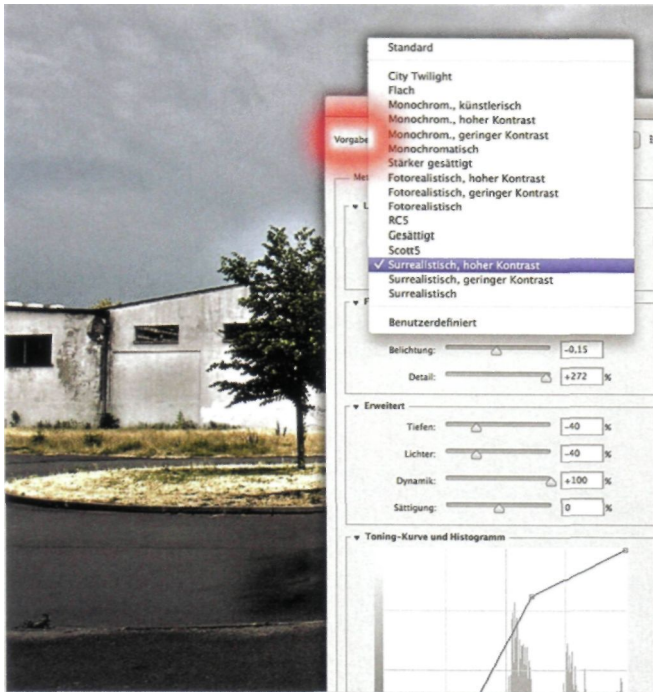 Standard
City Twilight
Flach
Monochrom., künstlerisch
Monochrom., hoher Kontrast
Vorgabe
Monochrom., geringer Kontrast
Monochromatisch
Stärker gesättigt
Fotorealistisch, hoher Kontrast
Fotorealistisch, geringer Kontrast
Fotorealistisch
RC5
Gesättigt
Scott5
✓ Surrealistisch, hoher Kontrast
Surrealistisch, geringer Kontrast
Surrealistisch
Benutzerdefiniert
Belichtung: -0,15
Detail: +272 %
Erweitert
Tiefen: -40 %
Lichter: -40 %
Dynamik: +100 %
Sättigung: 0 %
Toning-Kurve und Histogramm